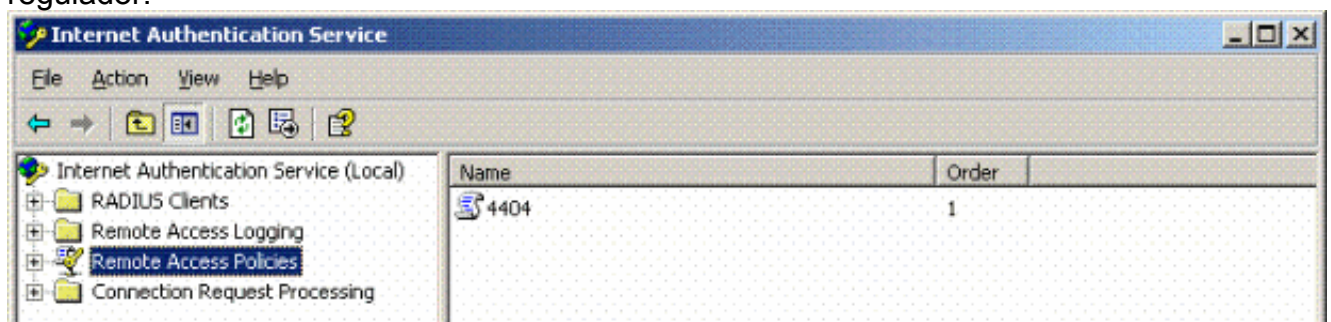 regulador.
Internet Authentication Service
File Action View Help
Internet Authentication Service (Local)
RADIUS Clients
Remote Access Logging
Remote Access Policies
Connection Request Processing
Name Order
4404 1